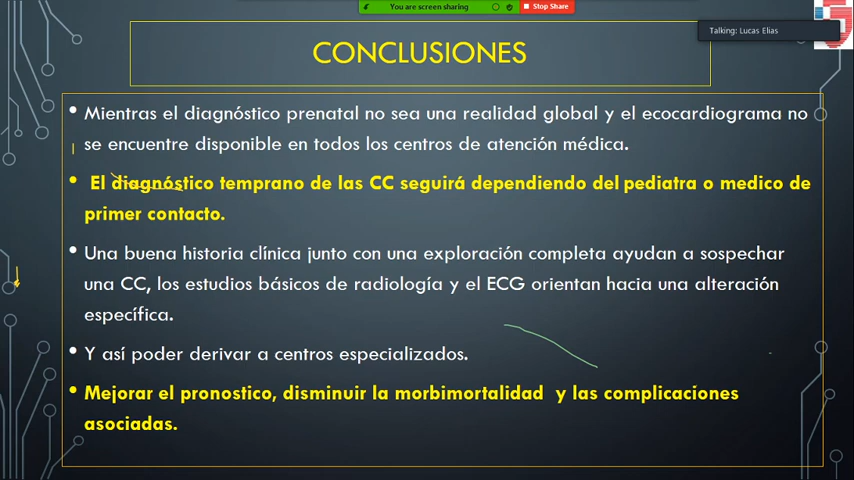 You are screen sharing
Stop Share
Talking: Lucas Elias
CONCLUSIONES
• Mientras el diagnóstico prenatal no sea una realidad global y el ecocardiograma no
se encuentre disponible en todos los centros de atención médica.
• El diagnóstico temprano de las CC seguirá dependiendo del pediatra o medico de
primer contacto.
• Una buena historia clínica junto con una exploración completa ayudan a sospechar
una CC, los estudios básicos de radiología y el ECG orientan hacia una alteración
específica.
• Y así poder derivar a centros especializados.
• Mejorar el pronostico, disminuir la morbimortalidad y las complicaciones
asociadas.